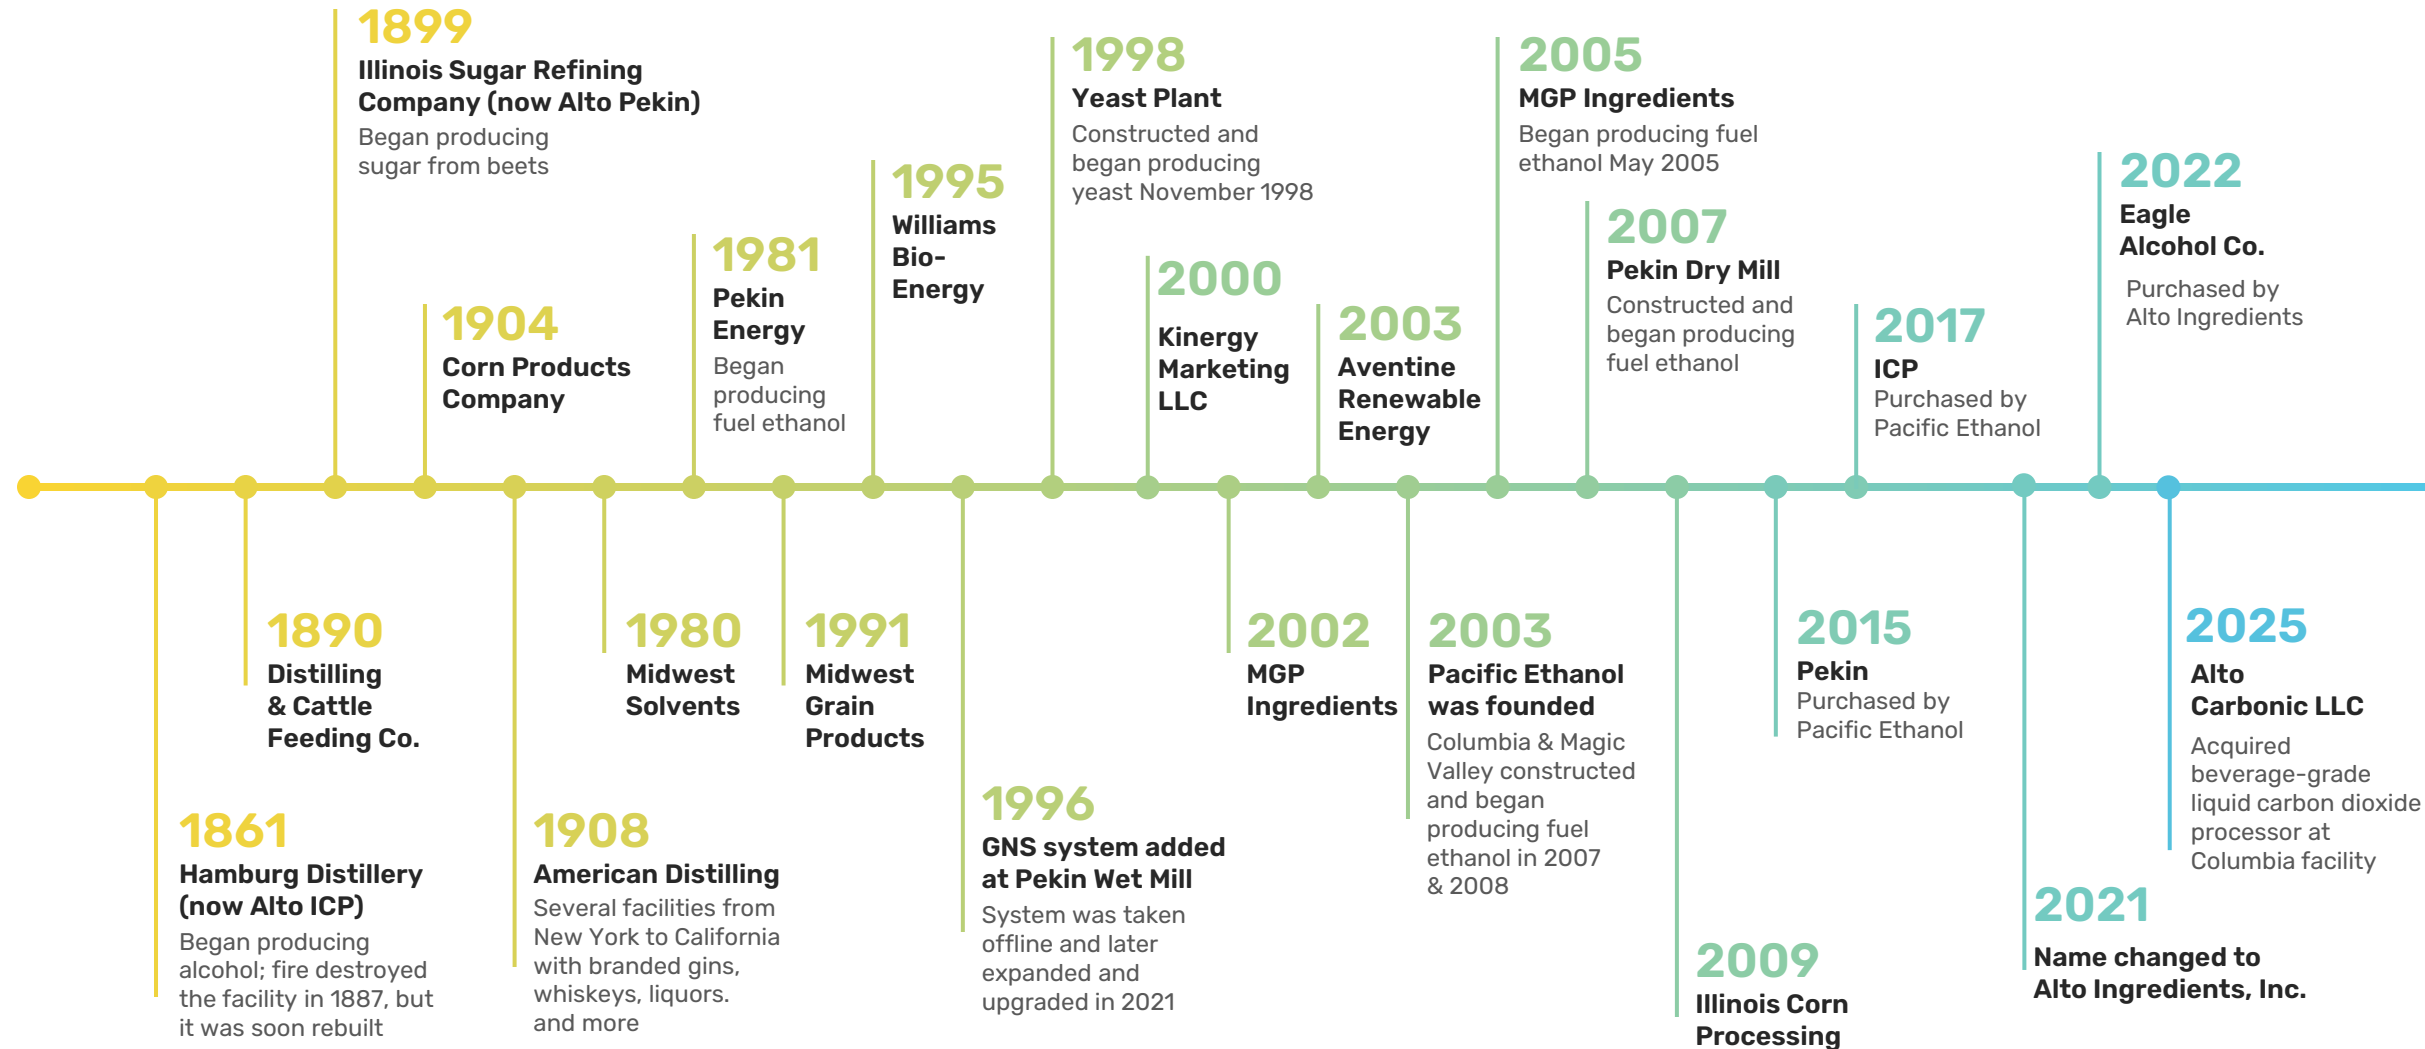 1899
Illinois Sugar Refining
Company (now Alto Pekin)
Began producing
sugar from beets
1904
Corn Products
Company
1981
Pekin
Energy
Began
producing
fuel ethanol
1995
Williams
Bio-
Energy
1998
Yeast Plant
Constructed and
began producing
yeast November 1998
2000
Kinergy
Marketing
LLC
2003
Aventine
Renewable
Energy
2005
MGP Ingredients
Began producing fuel
ethanol May 2005
2007
Pekin Dry Mill
Constructed and
began producing
fuel ethanol
2017
ICP
Purchased by
Pacific Ethanol
2022
Eagle
Alcohol Co.
Purchased by
Alto Ingredients
1861
Hamburg Distillery
(now Alto ICP)
Began producing
alcohol; fire destroyed
the facility in 1887, but
it was soon rebuilt
1890
Distilling
& Cattle
Feeding Co.
1908
American Distilling
Several facilities from
New York to California
with branded gins,
whiskeys, liquors.
and more
1980
Midwest
Solvents
1991
Midwest
Grain
Products
1996
GNS system added
at Pekin Wet Mill
System was taken
offline and later
expanded and
upgraded in 2021
2002
MGP
Ingredients
2003
Pacific Ethanol
was founded
Columbia & Magic
Valley constructed
and began
producing fuel
ethanol in 2007
& 2008
2009
Illinois Corn
Processing
2015
Pekin
Purchased by
Pacific Ethanol
2021
Name changed to
Alto Ingredients, Inc.
2025
Alto
Carbonic LLC
Acquired
beverage-grade
liquid carbon dioxide
processor at
Columbia facility